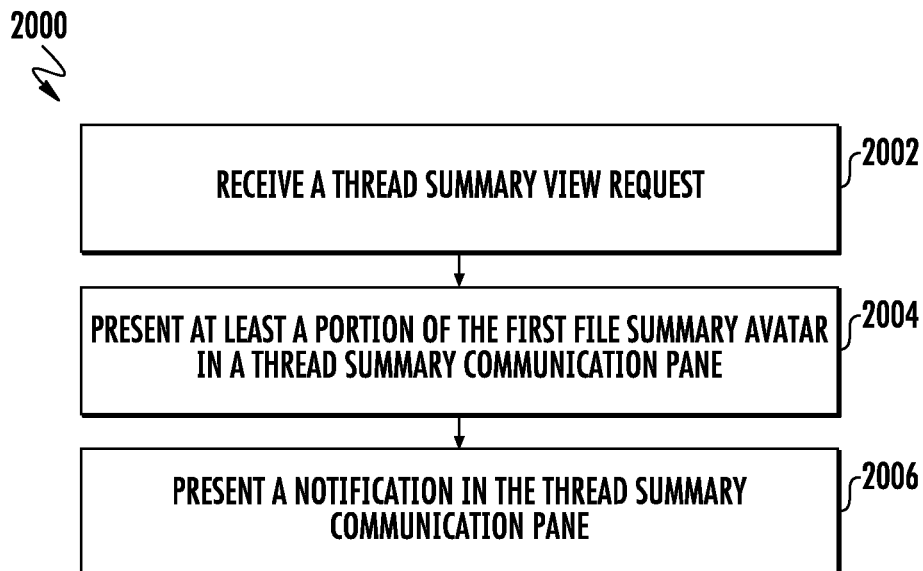 2000
RECEIVE A THREAD SUMMARY VIEW REQUEST
2002
PRESENT AT LEAST A PORTION OF THE FIRST FILE SUMMARY AVATAR
IN A THREAD SUMMARY COMMUNICATION PANE
2004
PRESENT A NOTIFICATION IN THE THREAD SUMMARY
COMMUNICATION PANE
2006